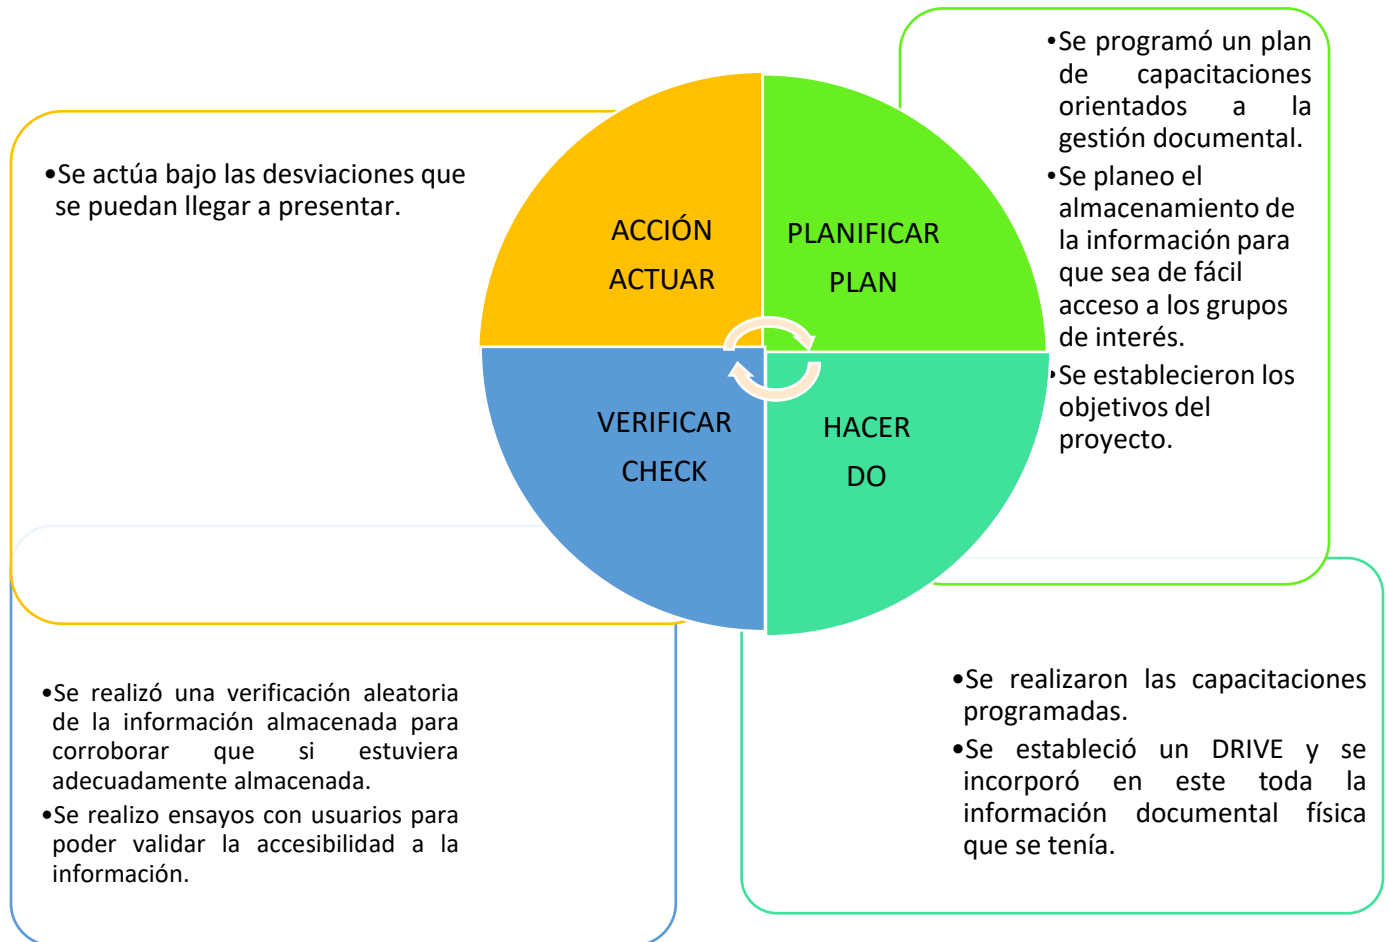 •Se programó un plan
de capacitaciones
orientados a la
gestión documental.
•Se planeo el
almacenamiento de
la información para
que sea de fácil
acceso a los grupos
de interés.
•Se establecieron los
objetivos del
proyecto.
•Se actúa bajo las desviaciones que
se puedan llegar a presentar.
ACCIÓN
ACTUAR
PLANIFICAR
PLAN
VERIFICAR
CHECK
HACER
DO
•Se realizó una verificación aleatoria
de la información almacenada para
corroborar que si estuviera
adecuadamente almacenada.
•Se realizo ensayos con usuarios para
poder validar la accesibilidad a la
información.
•Se realizaron las capacitaciones
programadas.
•Se estableció un DRIVE y se
incorporó en este toda la
información documental física
que se tenía.